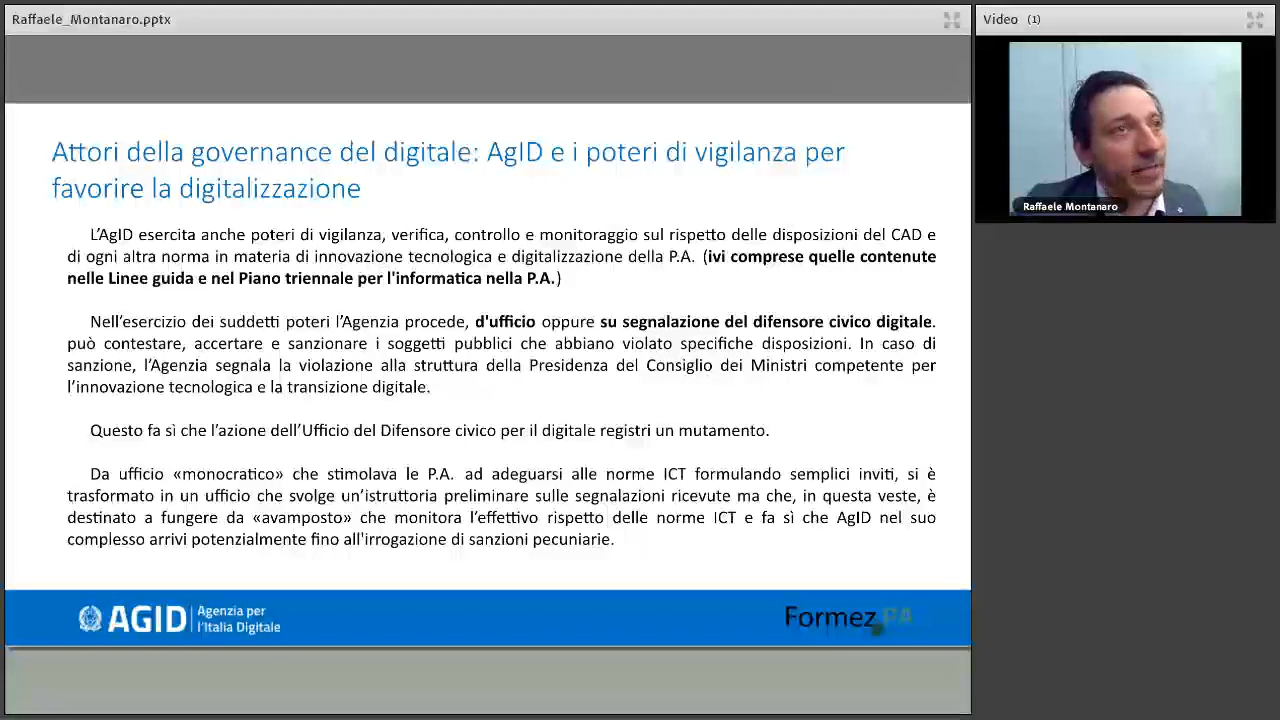 Raffaele_Montanaro.pptx
Video (1)
Raffaele Montanaro
Attori della governance del digitale: AgID e i poteri di vigilanza per
favorire la digitalizzazione
L'AgID esercita anche poteri di vigilanza, verifica, controllo e monitoraggio sul rispetto delle disposizioni del CAD e
di ogni altra norma in materia di innovazione tecnologica e digitalizzazione della P.A. (ivi comprese quelle contenute
nelle Linee guida e nel Piano triennale per l'informatica nella P.A.)
Nell'esercizio dei suddetti poteri l'Agenzia procede, d'ufficio oppure su segnalazione del difensore civico digitale.
può contestare, accertare e sanzionare i soggetti pubblici che abbiano violato specifiche disposizioni. In caso di
sanzione, l'Agenzia segnala la violazione alla struttura della Presidenza del Consiglio dei Ministri competente per
l'innovazione tecnologica e la transizione digitale.
Questo fa sì che l'azione dell'Ufficio del Difensore civico per il digitale registri un mutamento.
Da ufficio «monocratico» che stimolava le P.A. ad adeguarsi alle norme ICT formulando semplici inviti, si è
trasformato in un ufficio che svolge un'istruttoria preliminare sulle segnalazioni ricevute ma che, in questa veste, è
destinato a fungere da «avamposto» che monitora l'effettivo rispetto delle norme ICT e fa sì che AgID nel suo
complesso arrivi potenzialmente fino all'irrogazione di sanzioni pecuniarie.
AGID
Agenzia per
l'Italia Digitale
Formez PA